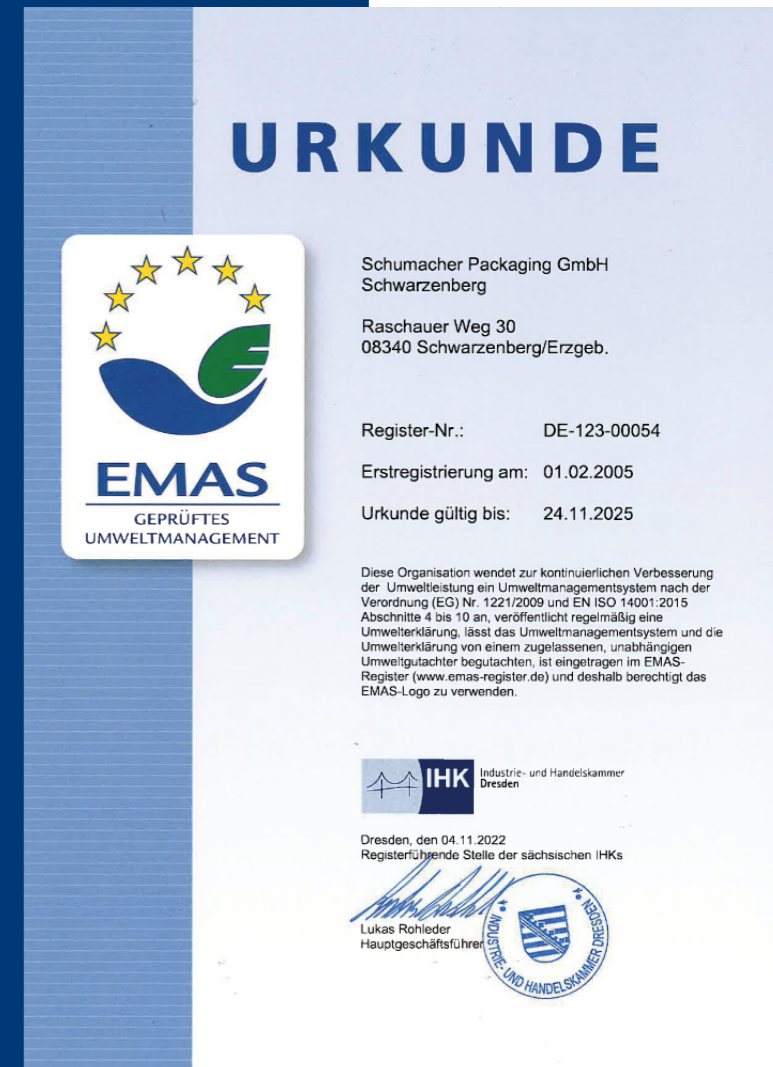 URKUNDE
EMAS
GEPRÜFTES
UMWELTMANAGEMENT
Schumacher Packaging GmbH
Schwarzenberg
Raschauer Weg 30
08340 Schwarzenberg/Erzgeb.
Register-Nr.: DE-123-00054
Erstregistrierung am: 01.02.2005
Urkunde gültig bis: 24.11.2025
Diese Organisation wendet zur kontinuierlichen Verbesserung
der Umweltleistung ein Umweltmanagementsystem nach der
Verordnung (EG) Nr. 1221/2009 und EN ISO 14001:2015
Abschnitte 4 bis 10 an, veröffentlicht regelmäßig eine
Umwelterklärung, lässt das Umweltmanagementsystem und die
Umwelterklärung von einem zugelassenen, unabhängigen
Umweltgutachter begutachten, ist eingetragen im EMAS-
Register (www.emas-register.de) und deshalb berechtigt das
EMAS-Logo zu verwenden.
IHK Industrie- und Handelskammer
Dresden
Dresden, den 04.11.2022
Registerführende Stelle der sächsischen IHKs
Lukas Rohleder
Hauptgeschäftsführer
INDUSTRIE- UND HANDELSKAMMER DRESDEN